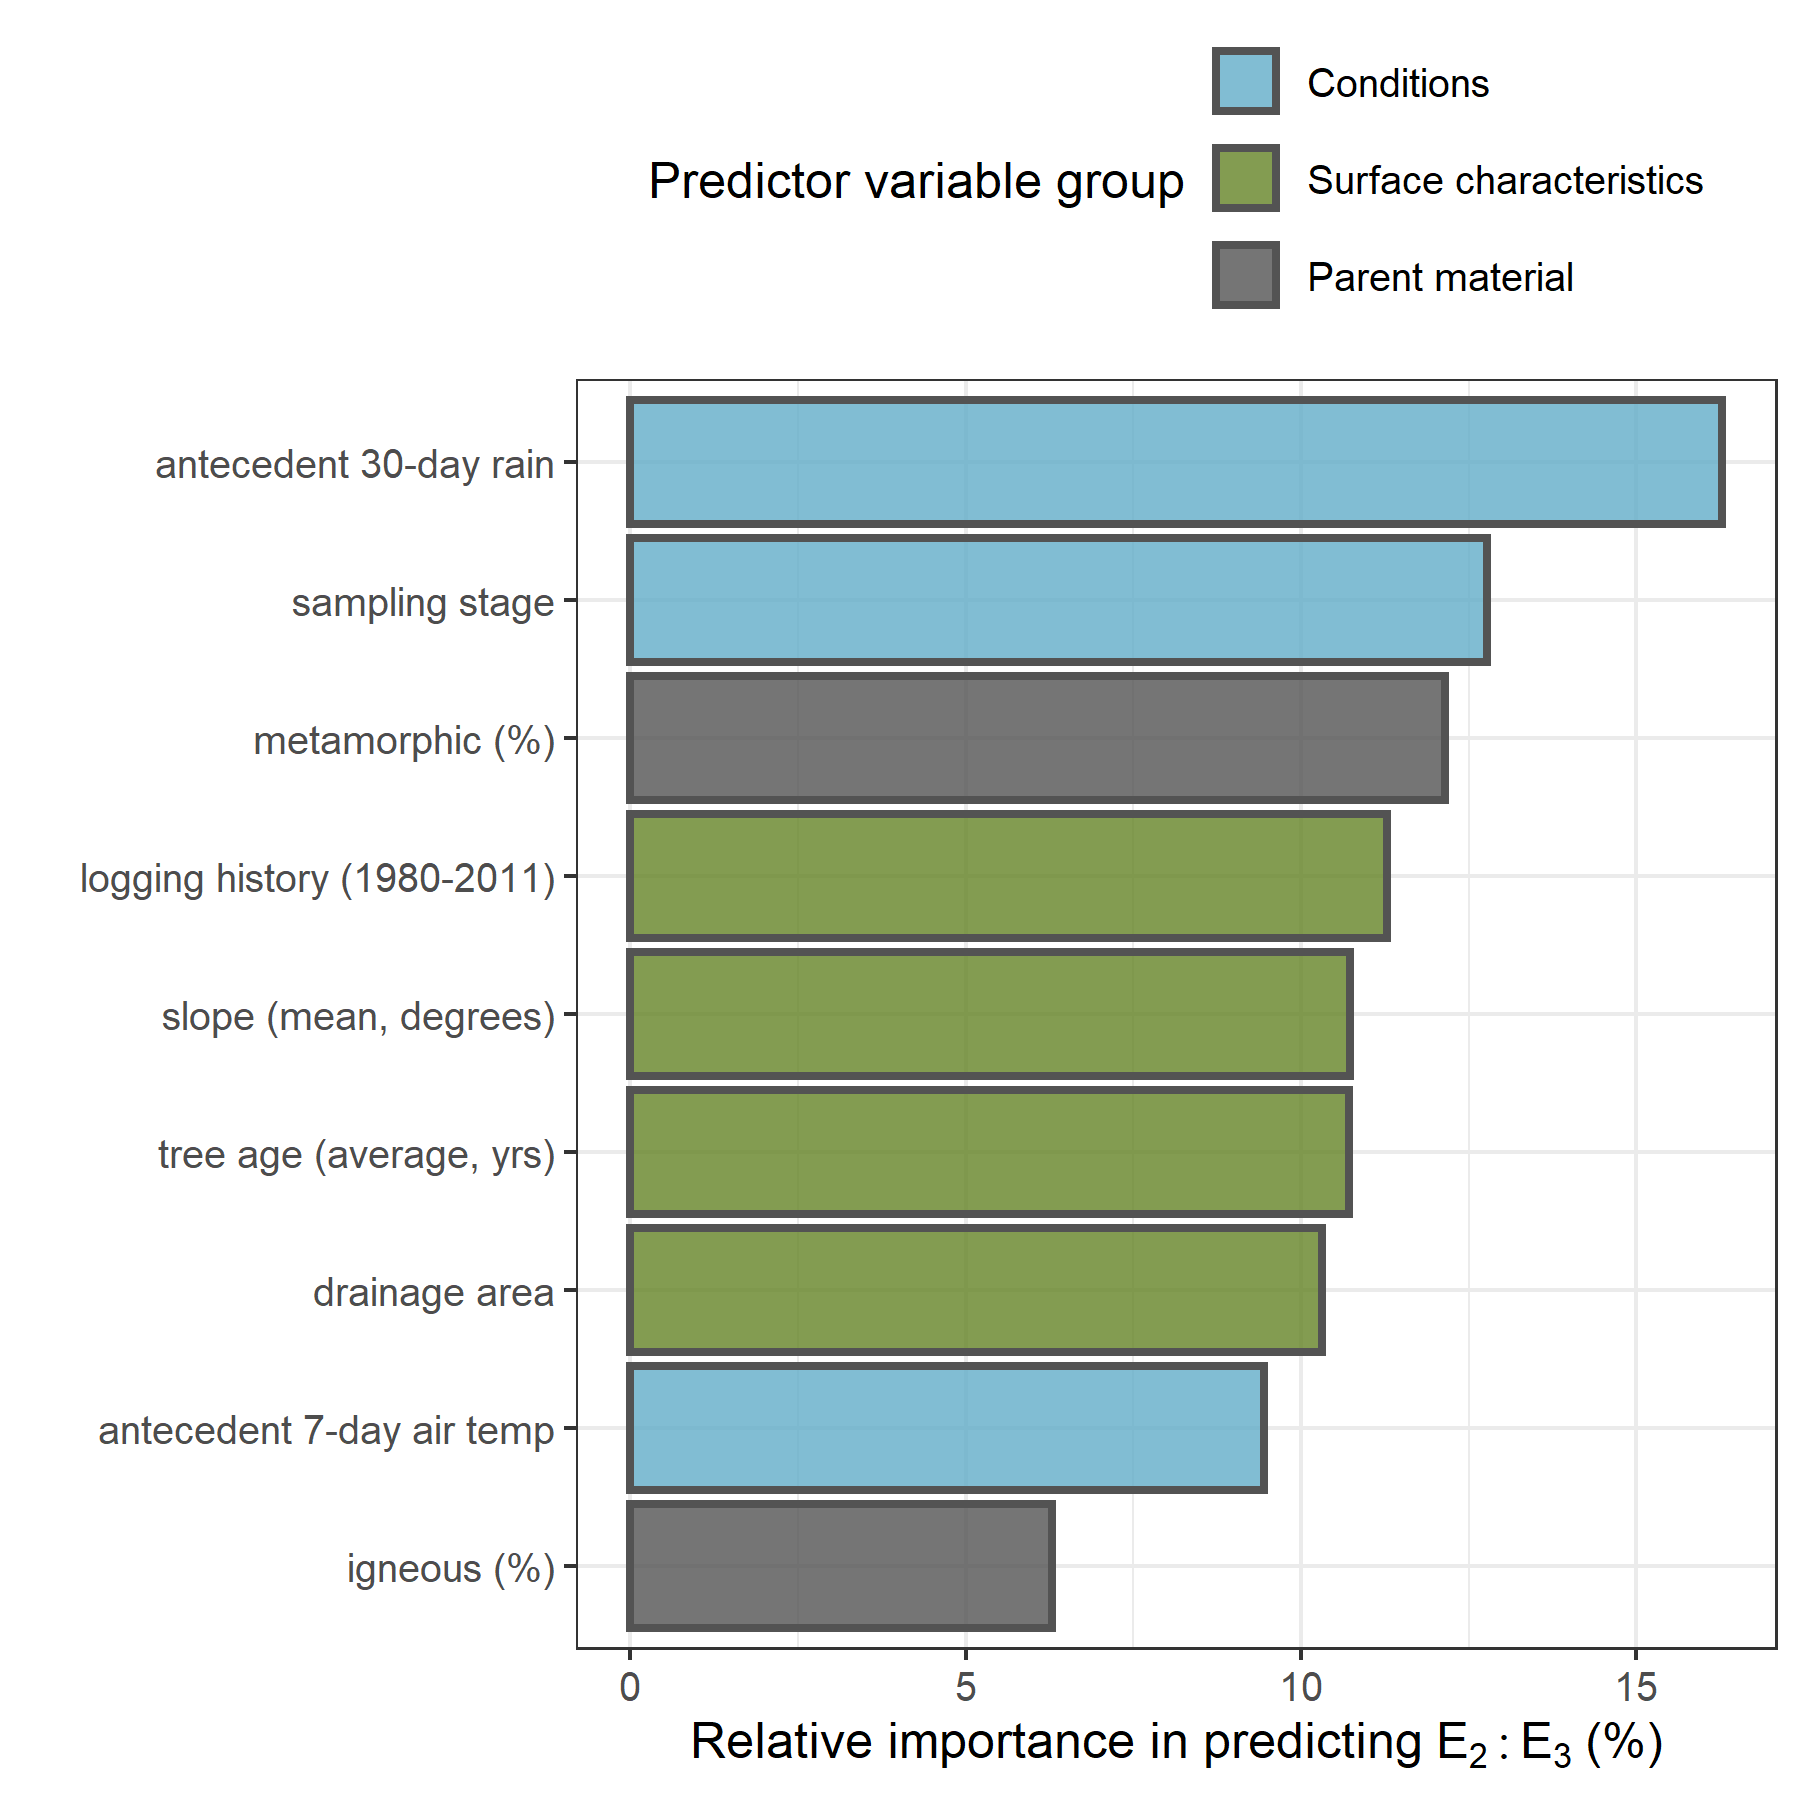 Conditions
Predictor variable group
Surface characteristics
Parent material
antecedent 30-day rain
sampling stage
metamorphic (%)
logging history (1980-2011)
slope (mean, degrees)
tree age (average, yrs)
drainage area
antecedent 7-day air temp
igneous (%)
0 5 10 15
Relative importance in predicting E₂ : E₃ (%)